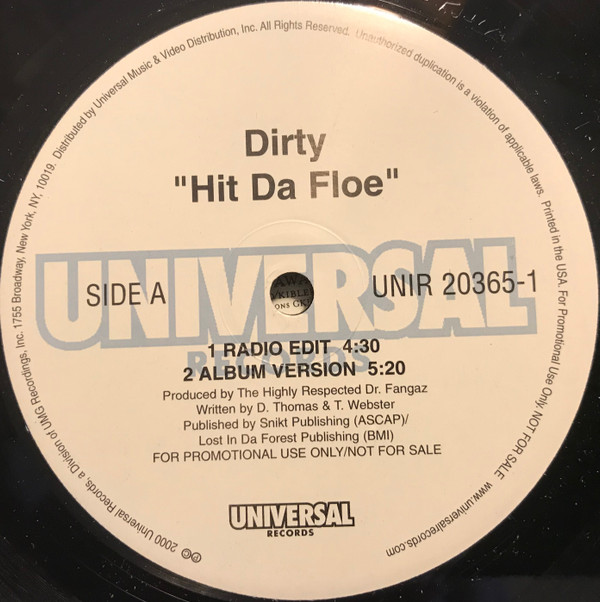 Dirty
"Hit Da Floe"
UNIVERSAL
RECORDS
SIDE A
UNIR 20365-1
1 RADIO EDIT 4:30
2 ALBUM VERSION 5:20
Produced by The Highly Respected Dr. Fangaz
Written by D. Thomas & T. Webster
Published by Snikt Publishing (ASCAP)/
Lost In Da Forest Publishing (BMI)
FOR PROMOTIONAL USE ONLY/NOT FOR SALE
UNIVERSAL
RECORDS
℗© 2000 Universal Records, a Division of UMG Recordings, Inc. 1755 Broadway, New York, NY, 10019. Distributed by Universal Music & Video Distribution, Inc. All Rights Reserved. Unauthorized duplication is a violation of applicable laws. Printed in the USA. For Promotional Use Only, NOT FOR SALE www.universalrecords.com